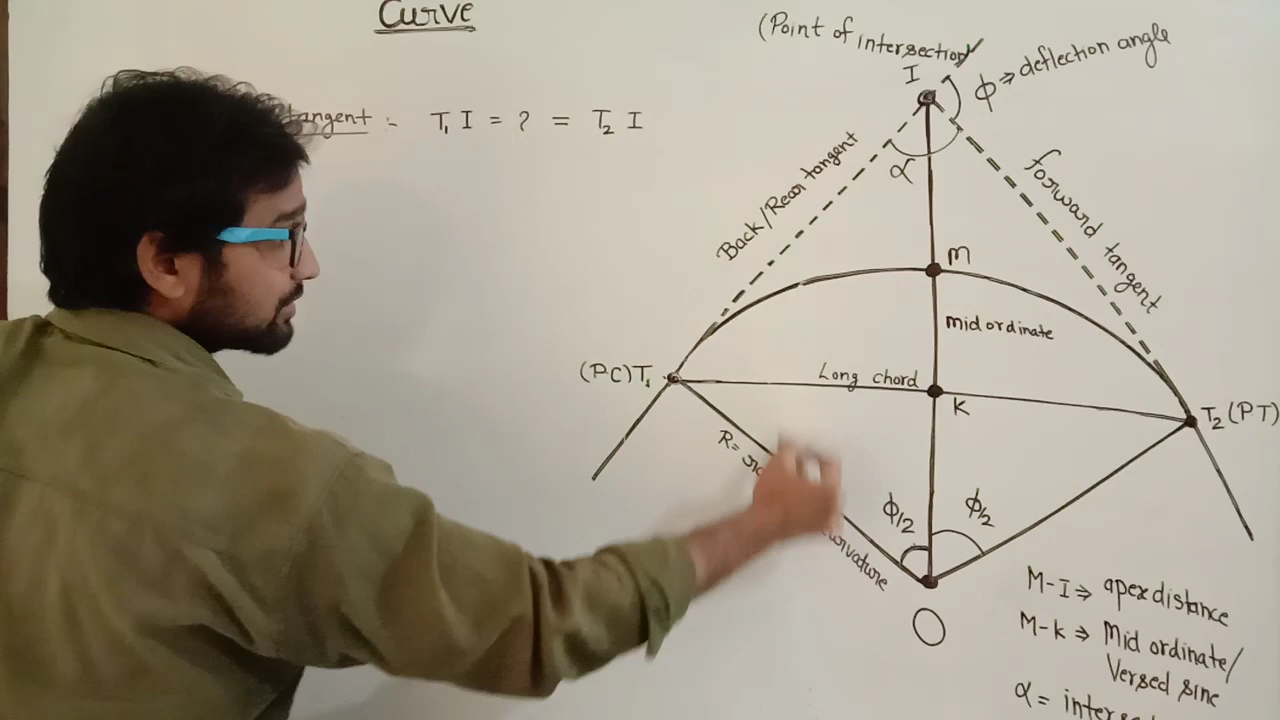 Curve
tangent :- T₁ I = ? = T₂ I
(Point of intersection)
I
ϕ ⇒ deflection angle
α
Back/Rear tangent
forward tangent
M
mid ordinate
(PC) T₁
Long chord
K
T₂ (PT)
R =
curvature
ϕ/2
ϕ/2
O
M-I ⇒ apex distance
M-K ⇒ Mid ordinate/
Versed sine
α =